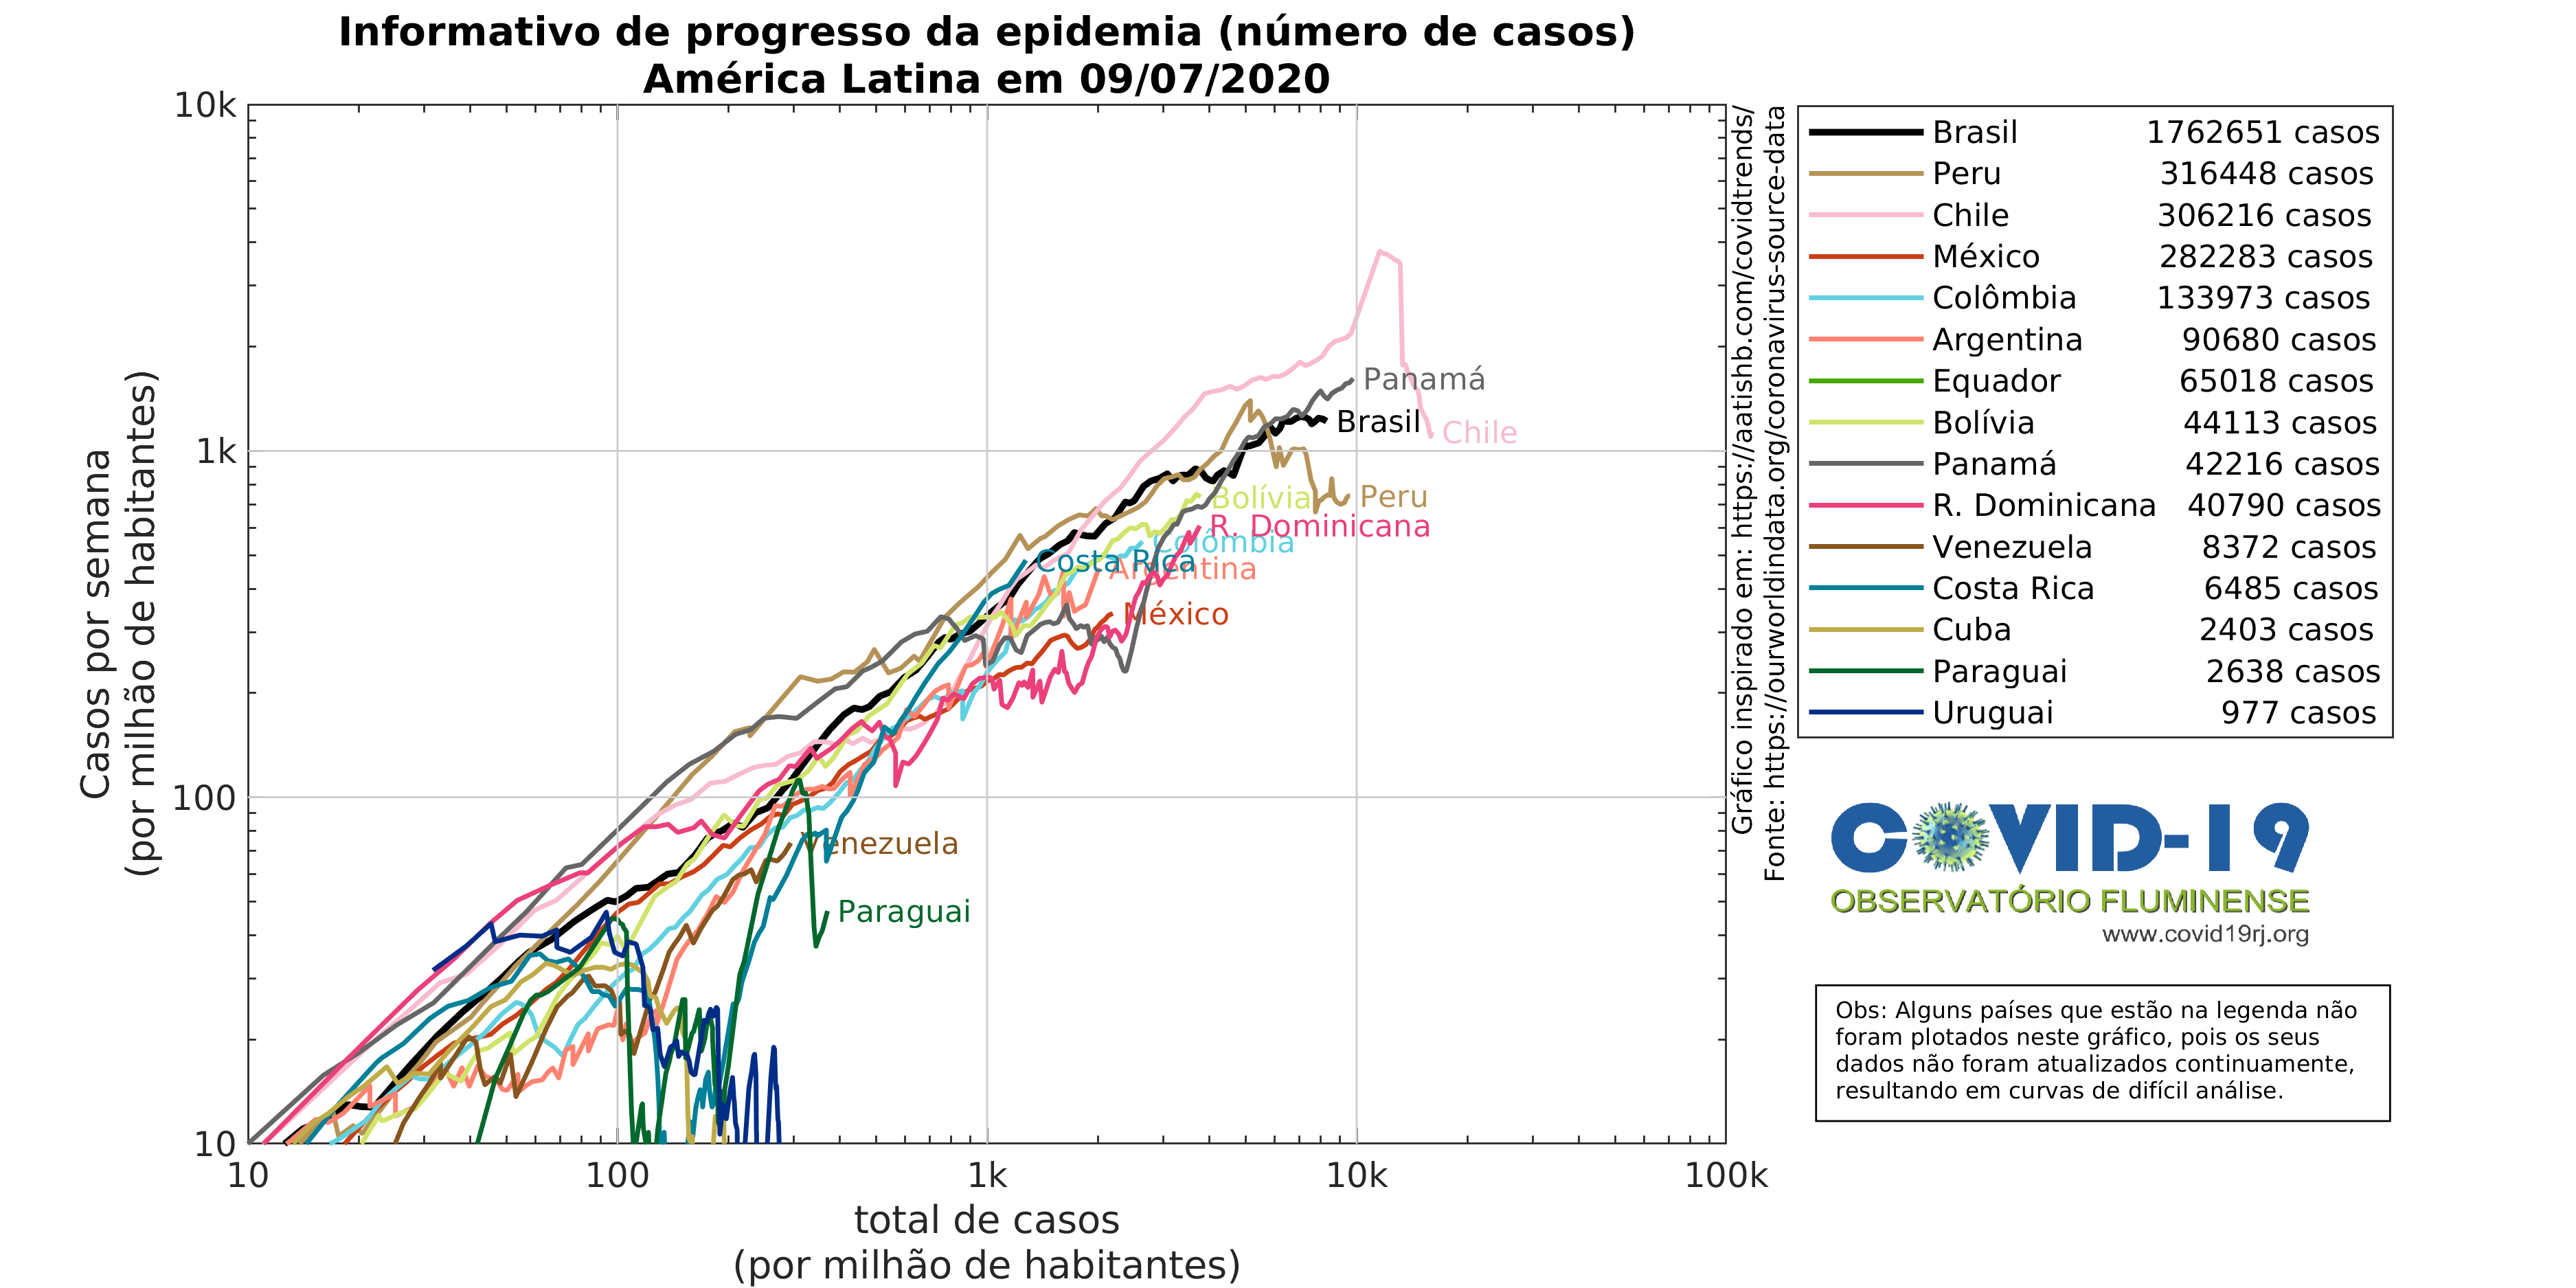 Informativo de progresso da epidemia (número de casos)
América Latina em 09/07/2020
10k
1k
100
10
Casos por semana
(por milhão de habitantes)
10
100
1k
10k
100k
total de casos
(por milhão de habitantes)
Panamá
Brasil
Chile
Bolívia
Peru
R. Dominicana
Colômbia
Costa Rica
Argentina
México
Venezuela
Paraguai
Gráfico inspirado em: https://aatishb.com/covidtrends/
Fonte: https://ourworldindata.org/coronavirus-source-data
Brasil 1762651 casos
Peru 316448 casos
Chile 306216 casos
México 282283 casos
Colômbia 133973 casos
Argentina 90680 casos
Equador 65018 casos
Bolívia 44113 casos
Panamá 42216 casos
R. Dominicana 40790 casos
Venezuela 8372 casos
Costa Rica 6485 casos
Cuba 2403 casos
Paraguai 2638 casos
Uruguai 977 casos
COVID-19
OBSERVATÓRIO FLUMINENSE
www.covid19rj.org
Obs: Alguns países que estão na legenda não
foram plotados neste gráfico, pois os seus
dados não foram atualizados continuamente,
resultando em curvas de difícil análise.